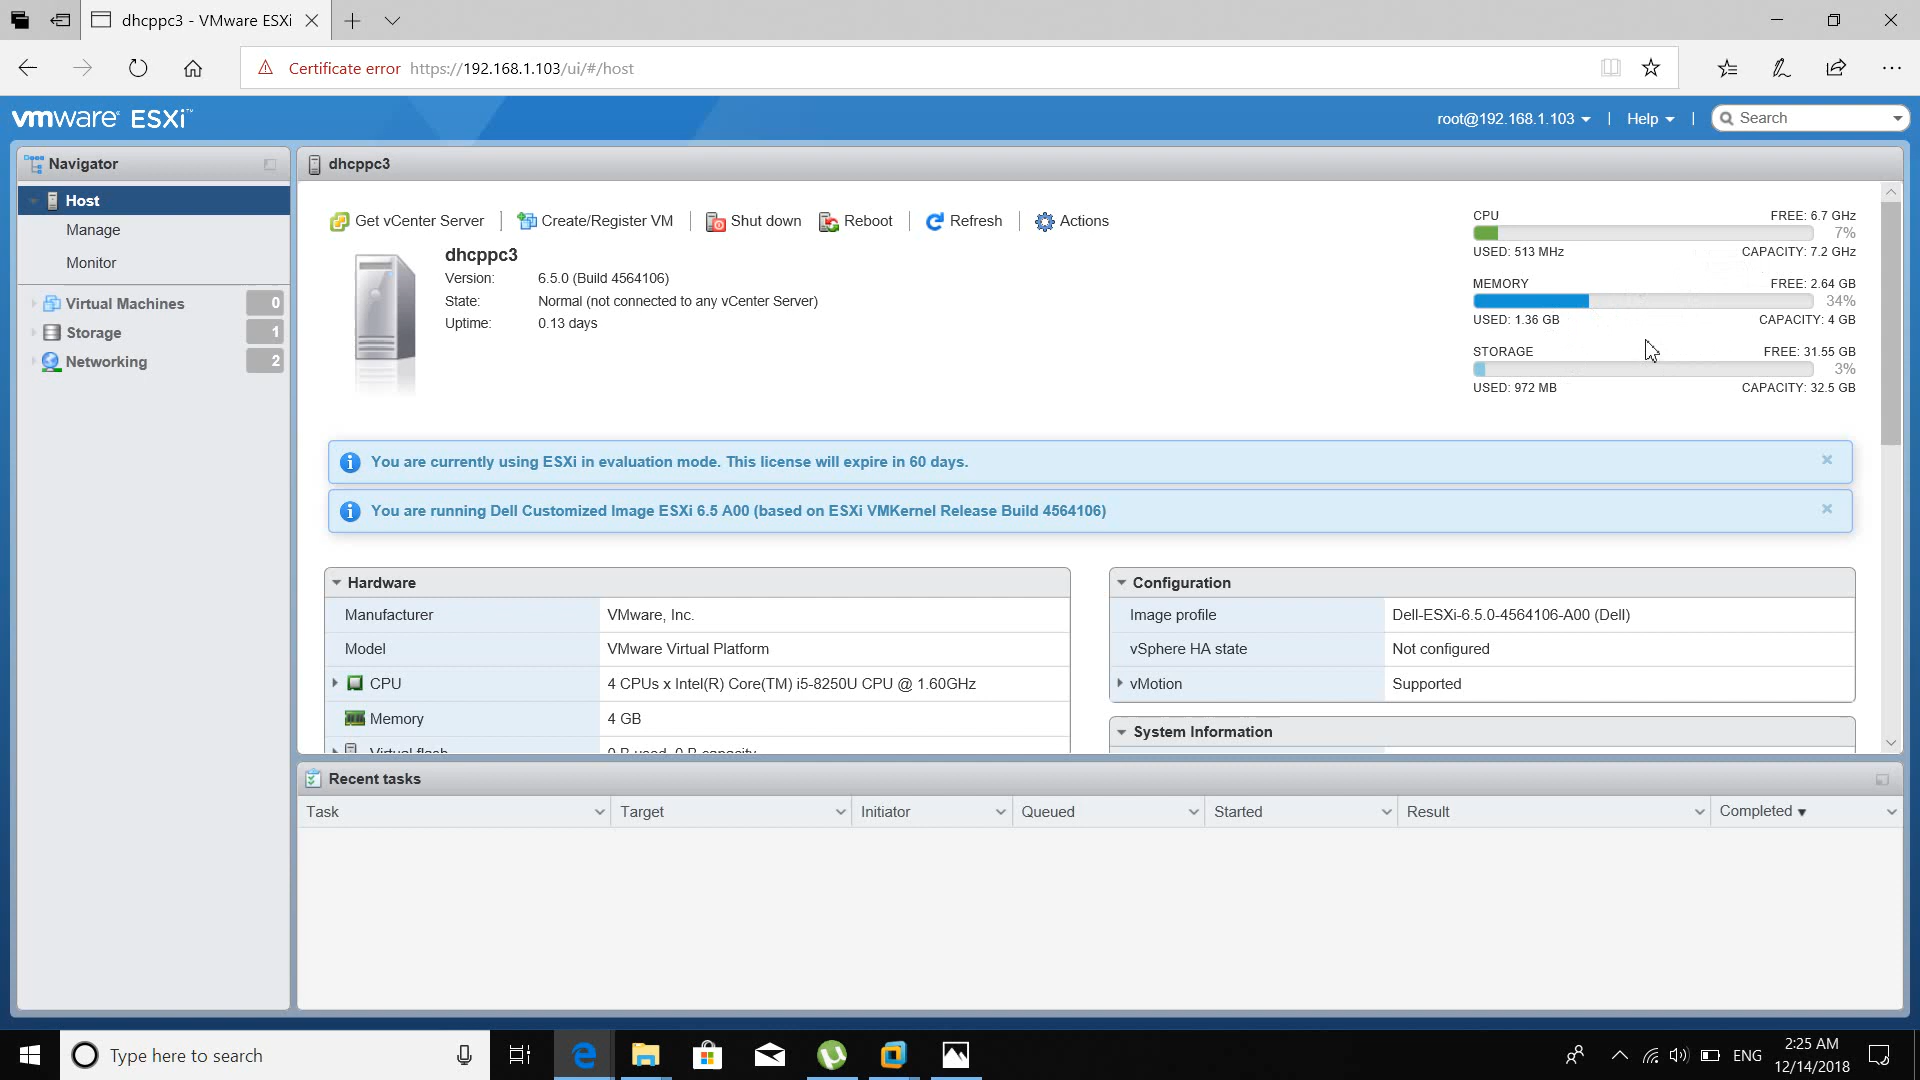 dhcppc3 - VMware ESXi
Certificate error https://192.168.1.103/ui/#/host
vmware ESXi™
root@192.168.1.103 | Help | Search
Navigator
Host
Manage
Monitor
Virtual Machines 0
Storage 1
Networking 2
dhcppc3
Get vCenter Server | Create/Register VM | Shut down Reboot | Refresh | Actions
dhcppc3
Version: 6.5.0 (Build 4564106)
State: Normal (not connected to any vCenter Server)
Uptime: 0.13 days
CPU FREE: 6.7 GHz
7%
USED: 513 MHz CAPACITY: 7.2 GHz
MEMORY FREE: 2.64 GB
34%
USED: 1.36 GB CAPACITY: 4 GB
STORAGE FREE: 31.55 GB
3%
USED: 972 MB CAPACITY: 32.5 GB
You are currently using ESXi in evaluation mode. This license will expire in 60 days.
You are running Dell Customized Image ESXi 6.5 A00 (based on ESXi VMKernel Release Build 4564106)
Hardware
Manufacturer VMware, Inc.
Model VMware Virtual Platform
CPU 4 CPUs x Intel(R) Core(TM) i5-8250U CPU @ 1.60GHz
Memory 4 GB
Virtual flash 0 B used, 0 B capacity
Configuration
Image profile Dell-ESXi-6.5.0-4564106-A00 (Dell)
vSphere HA state Not configured
vMotion Supported
System Information
Recent tasks
Task Target Initiator Queued Started Result Completed ▼
Type here to search
ENG
2:25 AM
12/14/2018